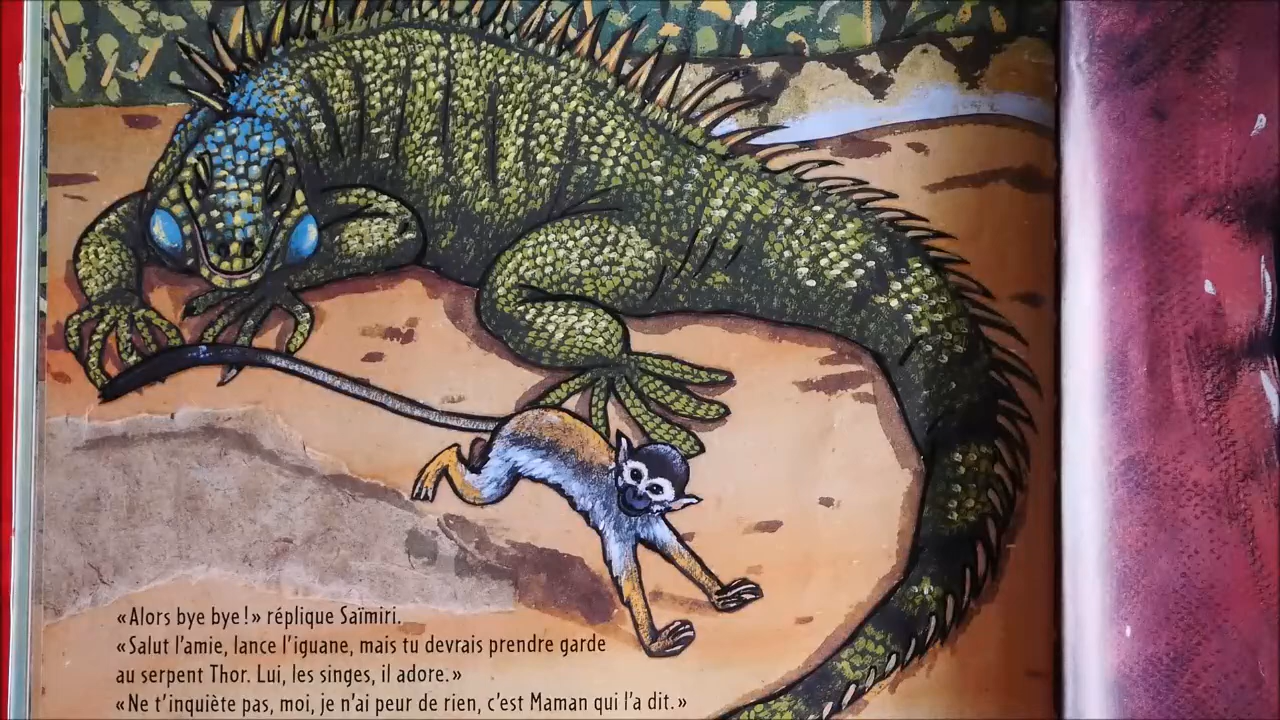 «Alors bye bye!» réplique Saïmiri.
«Salut l'amie, lance l'iguane, mais tu devrais prendre garde
au serpent Thor. Lui, les singes, il adore.»
«Ne t'inquiète pas, moi, je n'ai peur de rien, c'est Maman qui l'a dit.»